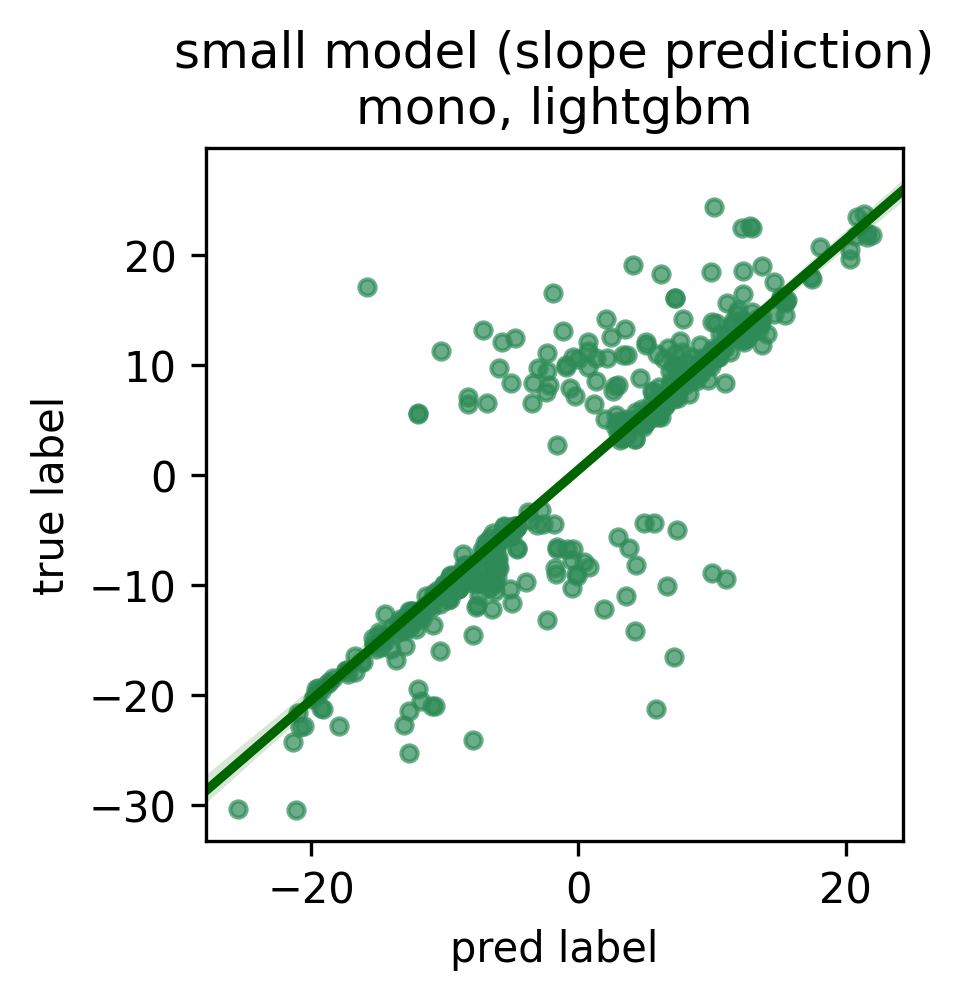 small model (slope prediction)
mono, lightgbm
true label
20
10
0
−10
−20
−30
−20 0 20
pred label